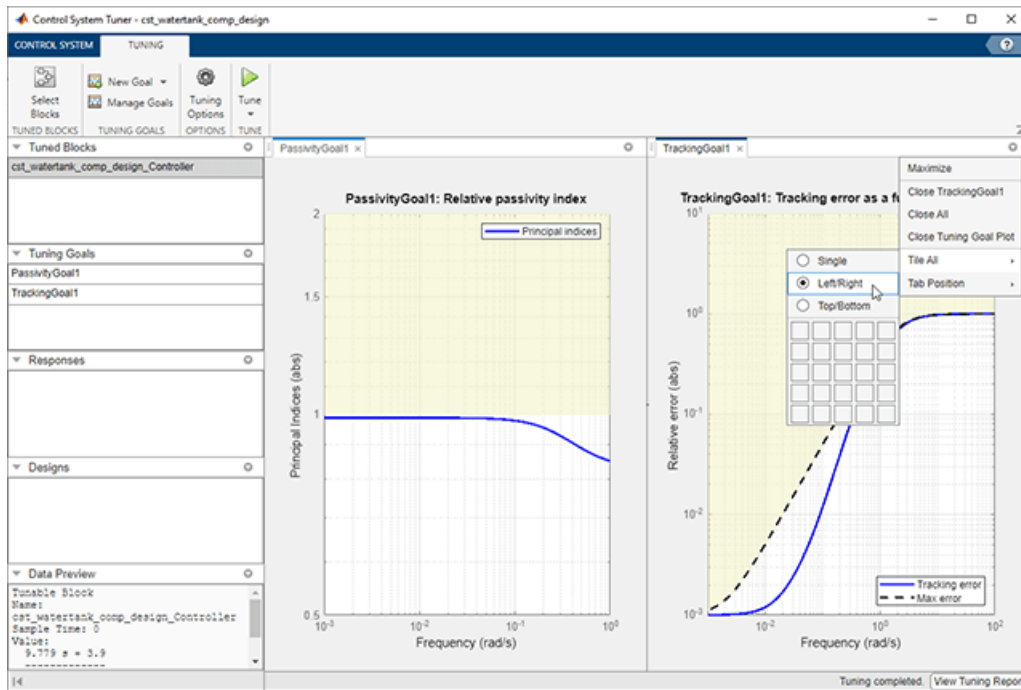 Control System Tuner - cst_watertank_comp_design
CONTROL SYSTEM TUNING
Select Blocks
New Goal
Manage Goals
Tuning Options
Tune
TUNED BLOCKS TUNING GOALS OPTIONS TUNE
Tuned Blocks
cst_watertank_comp_design_Controller
Tuning Goals
PassivityGoal1
TrackingGoal1
Responses
Designs
Data Preview
Tunable Block
Name:
cst_watertank_comp_design_Controller
Sample Time: 0
Value:
9.779 s + 3.9
-------------
PassivityGoal1
PassivityGoal1: Relative passivity index
Principal indices
Principal Indices (abs)
2
1.5
1
0.5
10-3 10-2 10-1 100
Frequency (rad/s)
TrackingGoal1
TrackingGoal1: Tracking error as a fu
Relative error (abs)
101
100
10-1
10-2
10-3
10-2 100 102
Frequency (rad/s)
Tracking error
Max error
Maximize
Close TrackingGoal1
Close All
Close Tuning Goal Plot
Tile All
Tab Position
Single
Left/Right
Top/Bottom
Tuning completed. View Tuning Repor